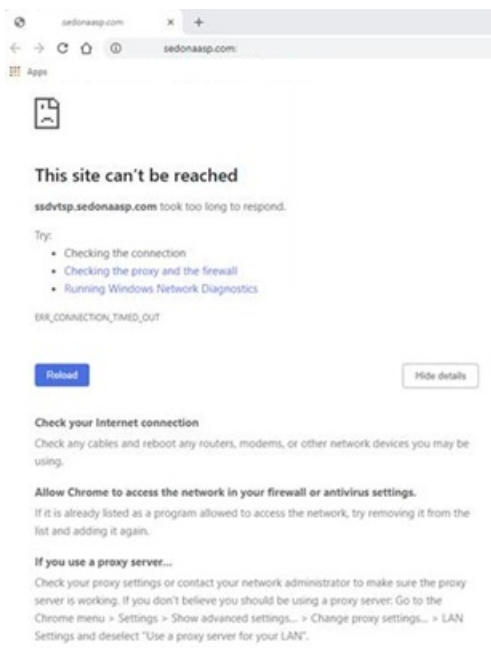 sedonaasp.com × +
sedonaasp.com:
Apps
This site can't be reached
ssdvtsp.sedonaasp.com took too long to respond.
Try:
• Checking the connection
• Checking the proxy and the firewall
• Running Windows Network Diagnostics
ERR_CONNECTION_TIMED_OUT
Reload Hide details
Check your Internet connection
Check any cables and reboot any routers, modems, or other network devices you may be
using.
Allow Chrome to access the network in your firewall or antivirus settings.
If it is already listed as a program allowed to access the network, try removing it from the
list and adding it again.
If you use a proxy server...
Check your proxy settings or contact your network administrator to make sure the proxy
server is working. If you don't believe you should be using a proxy server: Go to the
Chrome menu > Settings > Show advanced settings... > Change proxy settings... > LAN
Settings and deselect "Use a proxy server for your LAN".